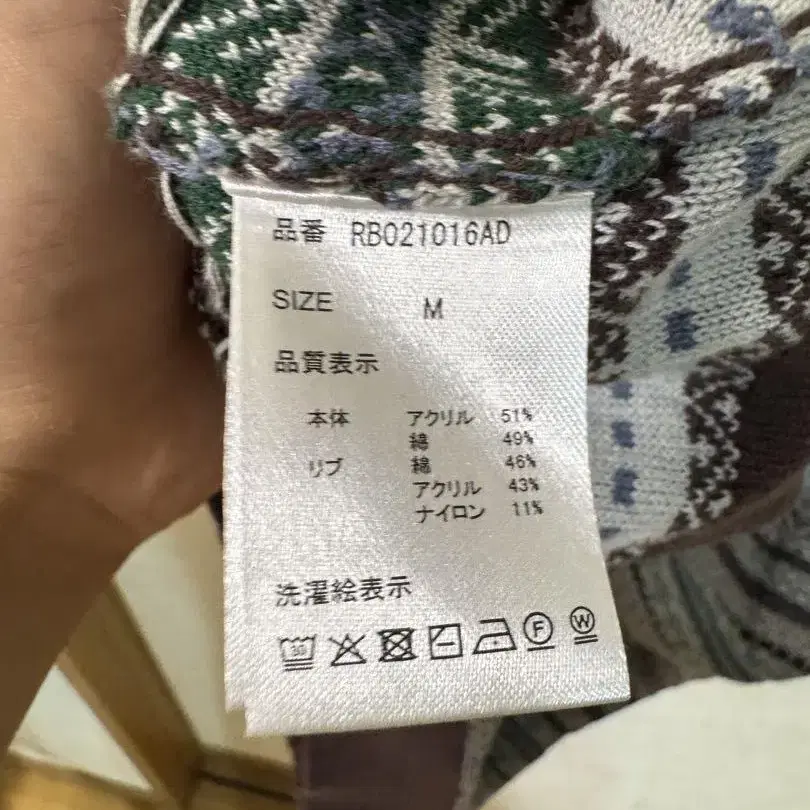 品番 RB021016AD
SIZE M
品質表示
本体 アクリル 51%
綿 49%
リブ 綿 46%
アクリル 43%
ナイロン 11%
洗濯絵表示
30 F W